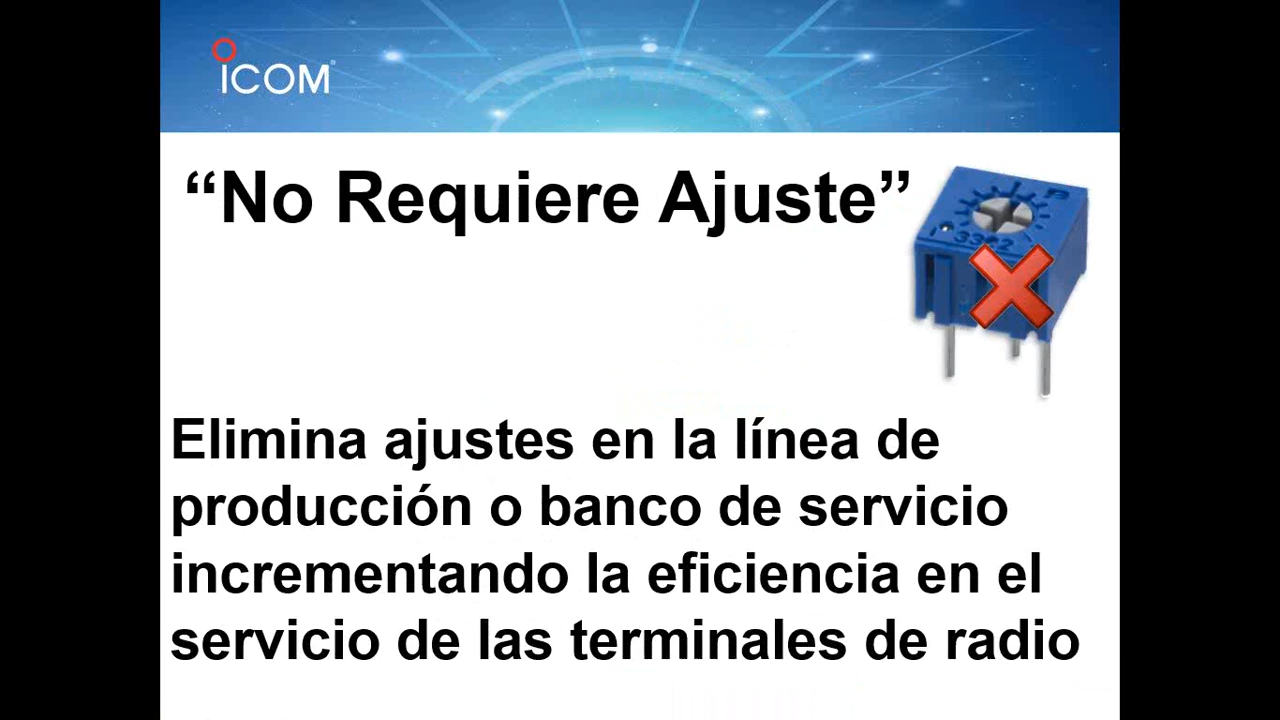 ICOM
“No Requiere Ajuste”
3362
P
Elimina ajustes en la línea de
producción o banco de servicio
incrementando la eficiencia en el
servicio de las terminales de radio